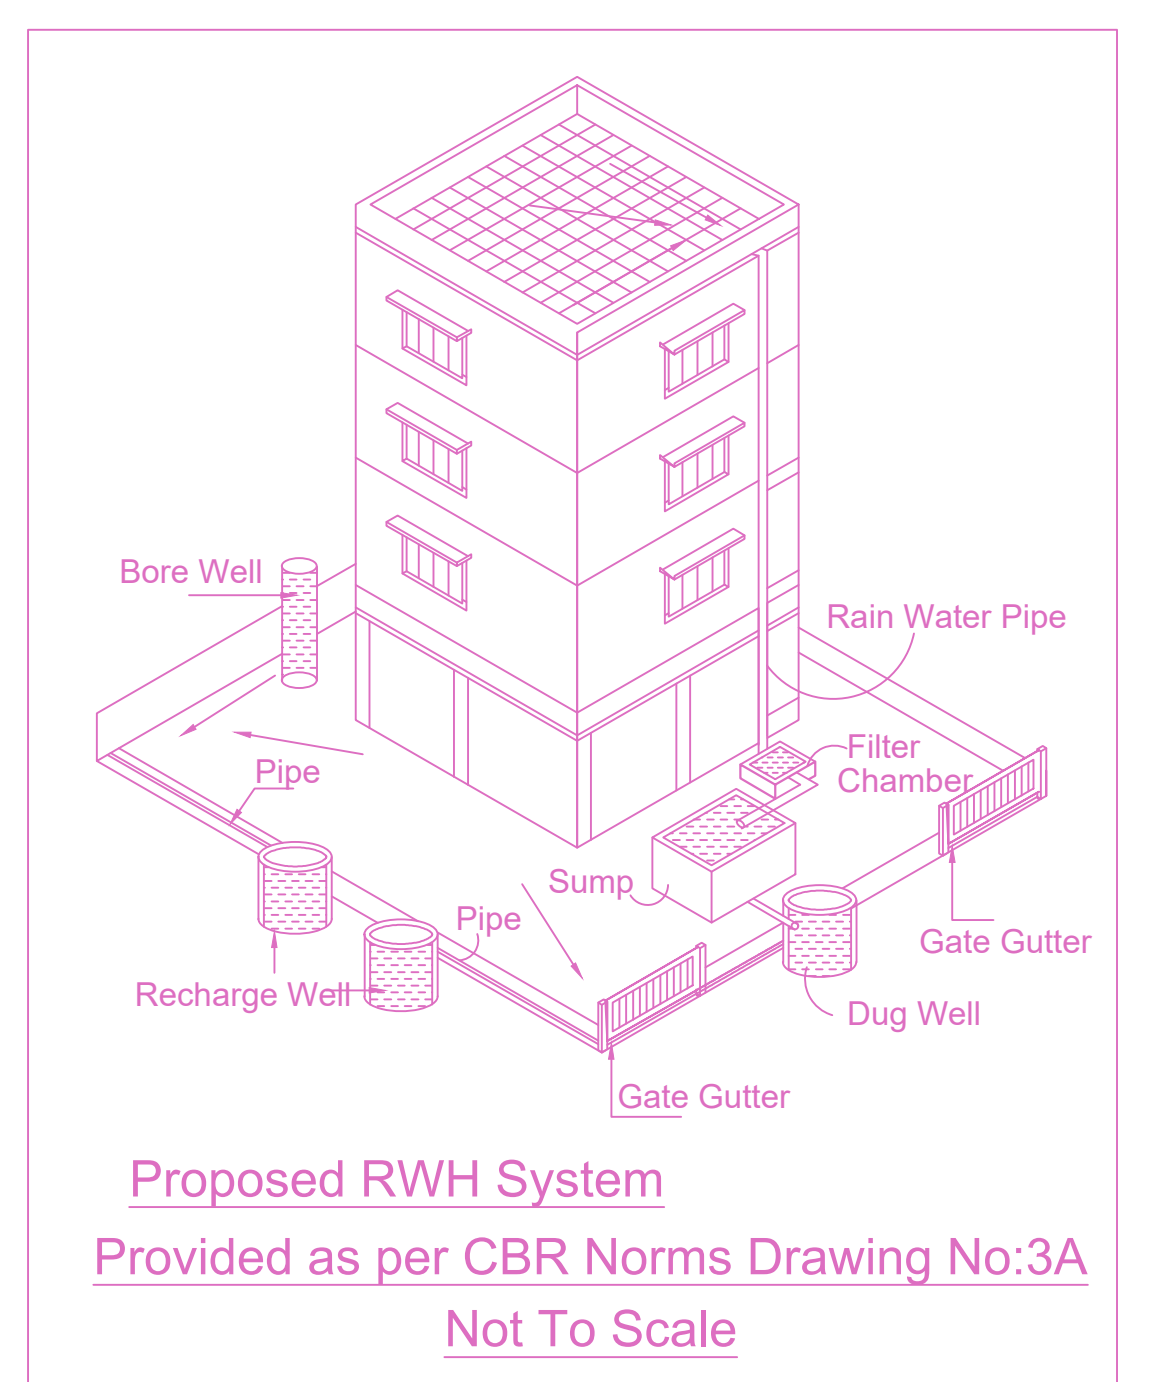 Bore Well
Rain Water Pipe
Filter
Chamber
Pipe
Sump
Pipe
Gate Gutter
Recharge Well
Dug Well
Gate Gutter
Proposed RWH System
Provided as per CBR Norms Drawing No:3A
Not To Scale